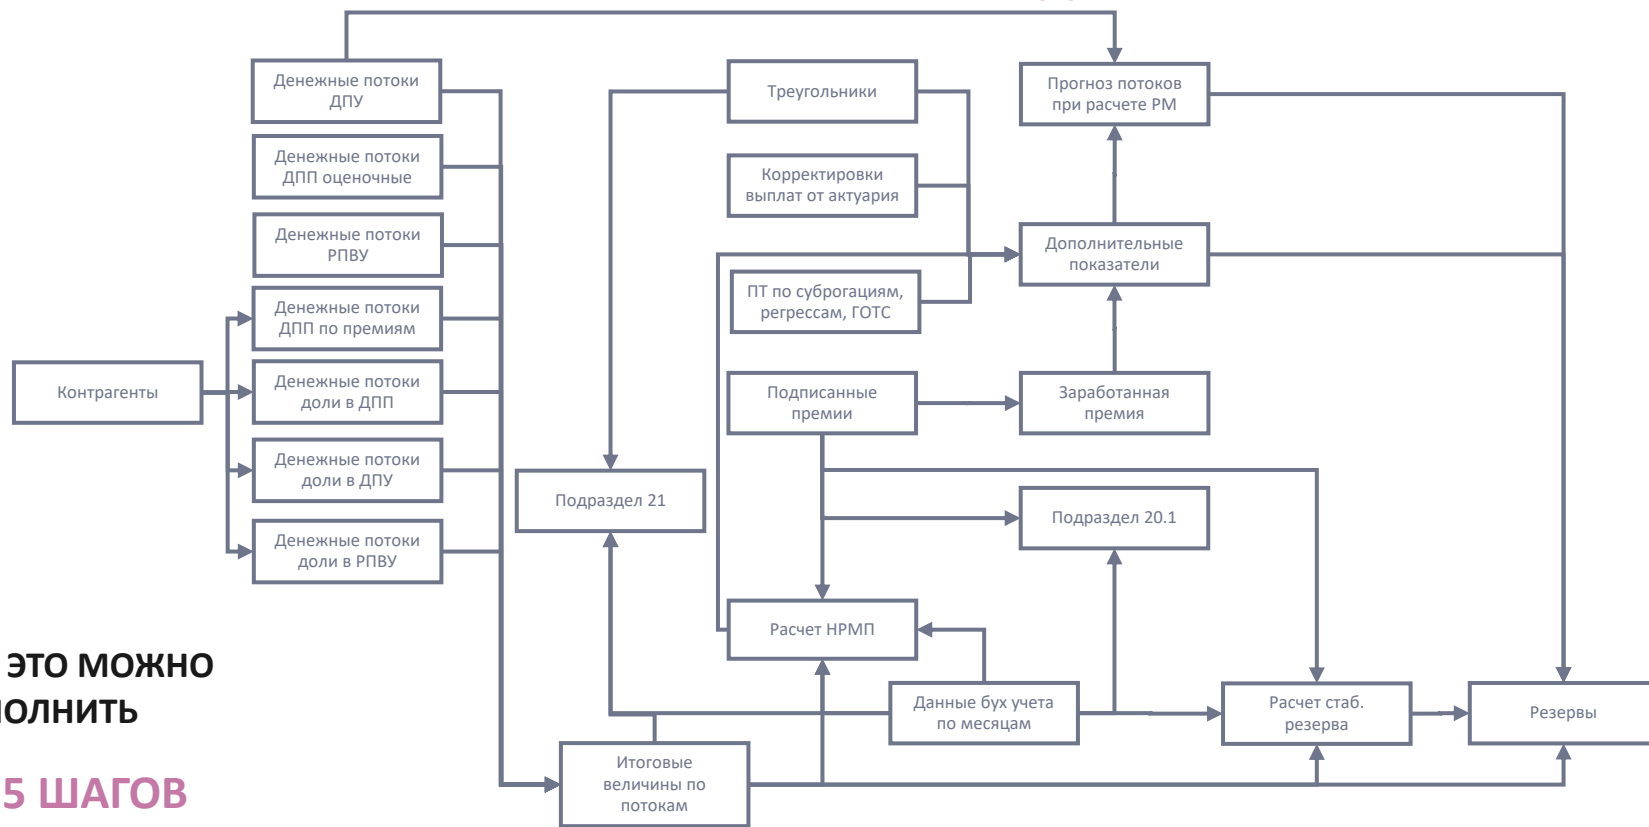 Денежные потоки
ДПУ
Денежные потоки
ДПП оценочные
Денежные потоки
РПВУ
Денежные потоки
ДПП по премиям
Контрагенты
Денежные потоки
доли в ДПП
Денежные потоки
доли в ДПУ
Денежные потоки
доли в РПВУ
Треугольники
Корректировки
выплат от актуария
ПТ по суброгациям,
регрессам, ГОТС
Подписанные
премии
Прогноз потоков
при расчете РМ
Дополнительные
показатели
Заработанная
премия
Подраздел 21
Подраздел 20.1
Расчет НРМП
Данные бух учета
по месяцам
Расчет стаб.
резерва
Резервы
Итоговые
величины по
потокам
ЭТО МОЖНО
5 ШАГОВ